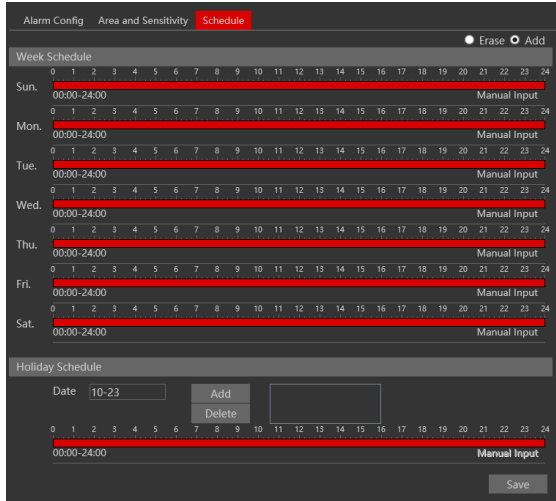 Alarm Config Area and Sensitivity Schedule
Erase Add
Week Schedule
0 1 2 3 4 5 6 7 8 9 10 11 12 13 14 15 16 17 18 19 20 21 22 23 24
Sun.
00:00-24:00 Manual Input
0 1 2 3 4 5 6 7 8 9 10 11 12 13 14 15 16 17 18 19 20 21 22 23 24
Mon.
00:00-24:00 Manual Input
0 1 2 3 4 5 6 7 8 9 10 11 12 13 14 15 16 17 18 19 20 21 22 23 24
Tue.
00:00-24:00 Manual Input
0 1 2 3 4 5 6 7 8 9 10 11 12 13 14 15 16 17 18 19 20 21 22 23 24
Wed.
00:00-24:00 Manual Input
0 1 2 3 4 5 6 7 8 9 10 11 12 13 14 15 16 17 18 19 20 21 22 23 24
Thu.
00:00-24:00 Manual Input
0 1 2 3 4 5 6 7 8 9 10 11 12 13 14 15 16 17 18 19 20 21 22 23 24
Fri.
00:00-24:00 Manual Input
0 1 2 3 4 5 6 7 8 9 10 11 12 13 14 15 16 17 18 19 20 21 22 23 24
Sat.
00:00-24:00 Manual Input
Holiday Schedule
Date 10-23 Add
Delete
0 1 2 3 4 5 6 7 8 9 10 11 12 13 14 15 16 17 18 19 20 21 22 23 24
00:00-24:00 Manual Input
Save